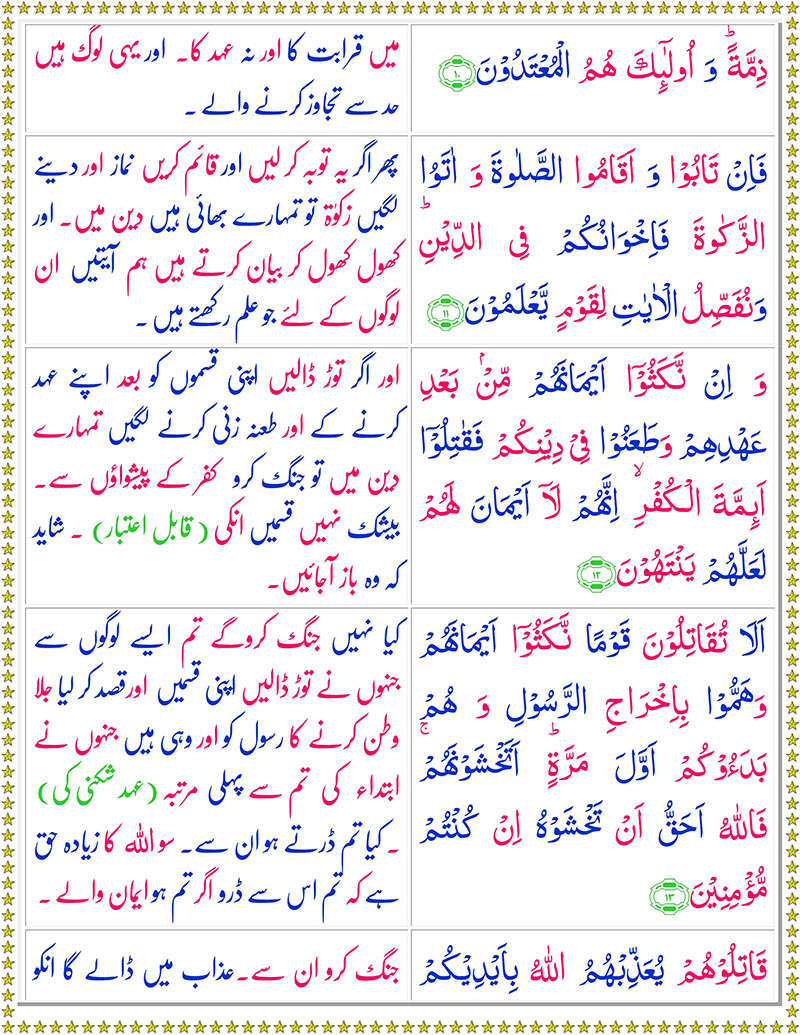 ذِمَّةً ؕ وَ اُولٰٓئِكَ هُمُ الْمُعْتَدُوْنَ ﴿۱۰﴾
میں قرابت کا اور نہ عہد کا۔ اور یہی لوگ ہیں
حد سے تجاوز کرنے والے ۔
فَاِنْ تَابُوْا وَ اَقَامُوا الصَّلٰوةَ وَ اٰتَوُا
الزَّكٰوةَ فَاِخْوَانُكُمْ فِی الدِّیْنِ ؕ
وَنُفَصِّلُ الْاٰیٰتِ لِقَوْمٍ یَّعْلَمُوْنَ ﴿۱۱﴾
پھر اگر یہ توبہ کر لیں اور قائم کریں نماز اور دینے
لگیں زکوٰۃ تو تمہارے بھائی ہیں دین میں۔ اور
کھول کھول کر بیان کرتے ہیں ہم آیتیں ان
لوگوں کے لئے جو علم رکھتے ہیں ۔
وَ اِنْ نَّكَثُوْۤا اَیْمَانَهُمْ مِّنْۢ بَعْدِ
عَهْدِهِمْ وَطَعَنُوْا فِیْ دِیْنِكُمْ فَقَاتِلُوْۤا
اَىِٕمَّةَ الْكُفْرِ ۙ اِنَّهُمْ لَاۤ اَیْمَانَ لَهُمْ
لَعَلَّهُمْ یَنْتَهُوْنَ ﴿۱۲﴾
اور اگر توڑ ڈالیں اپنی قسموں کو بعد اپنے عہد
کرنے کے اور طعنہ زنی کرنے لگیں تمہارے
دین میں تو جنگ کرو کفر کے پیشواؤں سے۔
بیشک نہیں قسمیں انکی (قابل اعتبار) ۔ شاید
کہ وہ باز آجائیں۔
اَلَا تُقَاتِلُوْنَ قَوْمًا نَّكَثُوْۤا اَیْمَانَهُمْ
وَهَمُّوْا بِاِخْرَاجِ الرَّسُوْلِ وَ هُمْ
بَدَءُوْكُمْ اَوَّلَ مَرَّةٍ ؕ اَتَخْشَوْنَهُمْ ۚ
فَاللّٰهُ اَحَقُّ اَنْ تَخْشَوْهُ اِنْ كُنْتُمْ
مُّؤْمِنِیْنَ ﴿۱۳﴾
کیا نہیں جنگ کروگے تم ایسے لوگوں سے
جنہوں نے توڑ ڈالیں اپنی قسمیں اور قصد کر لیا جلا
وطن کرنے کا رسول کو اور وہی ہیں جنہوں نے
ابتداء کی تم سے پہلی مرتبہ (عہد شکنی کی)
۔ کیا تم ڈرتے ہو ان سے۔ سو اللہ کا زیادہ حق
ہے کہ تم اس سے ڈرو اگر تم ہو ایمان والے ۔
قَاتِلُوْهُمْ یُعَذِّبْهُمُ اللّٰهُ بِاَیْدِیْكُمْ
جنگ کرو ان سے۔ عذاب میں ڈالے گا انکو